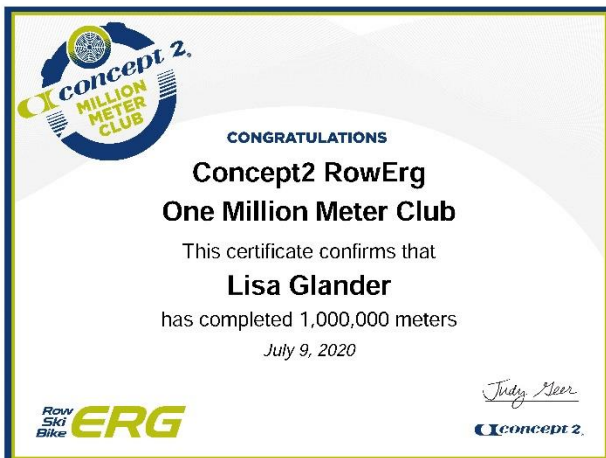 concept 2.
MILLION
METER
CLUB
CONGRATULATIONS
Concept2 RowErg
One Million Meter Club
This certificate confirms that
Lisa Glander
has completed 1,000,000 meters
July 9, 2020
Judy Geer
Row
Ski
Bike
ERG
concept 2.